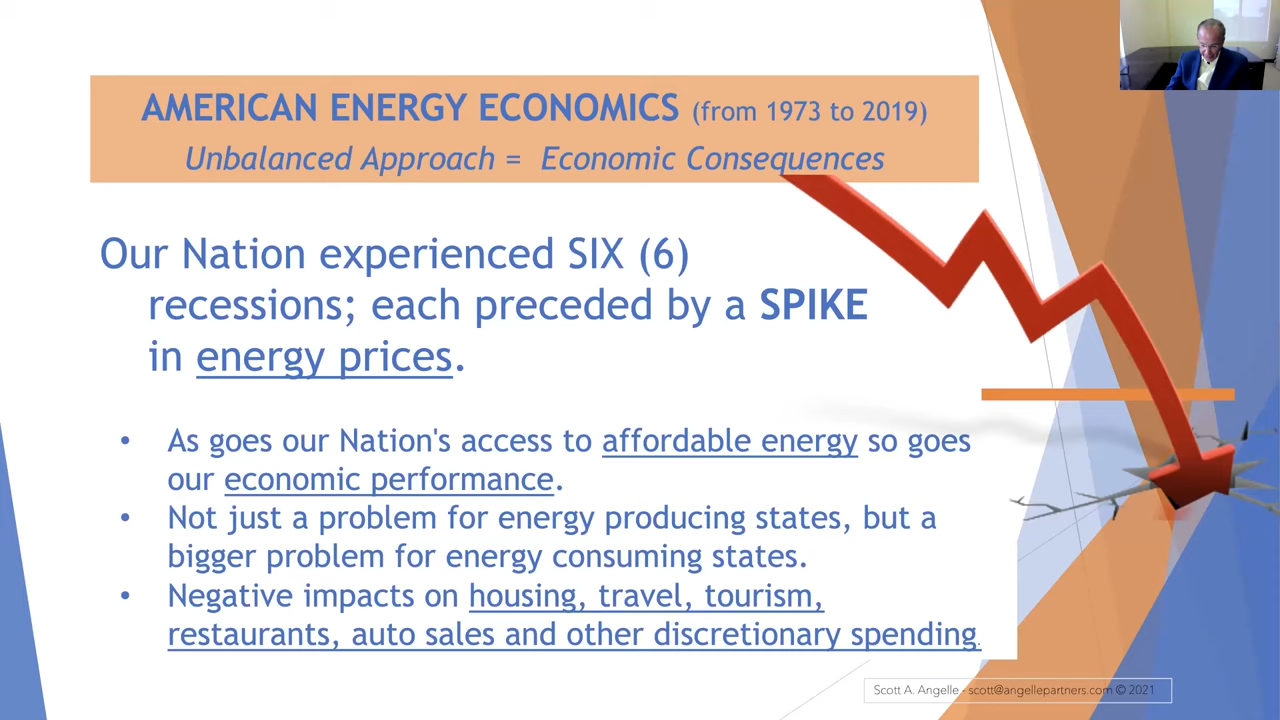 AMERICAN ENERGY ECONOMICS (from 1973 to 2019)
Unbalanced Approach = Economic Consequences
Our Nation experienced SIX (6)
recessions; each preceded by a SPIKE
in energy prices.
• As goes our Nation's access to affordable energy so goes
our economic performance.
• Not just a problem for energy producing states, but a
bigger problem for energy consuming states.
• Negative impacts on housing, travel, tourism,
restaurants, auto sales and other discretionary spending.
Scott A. Angelle - scott@angellepartners.com © 2021